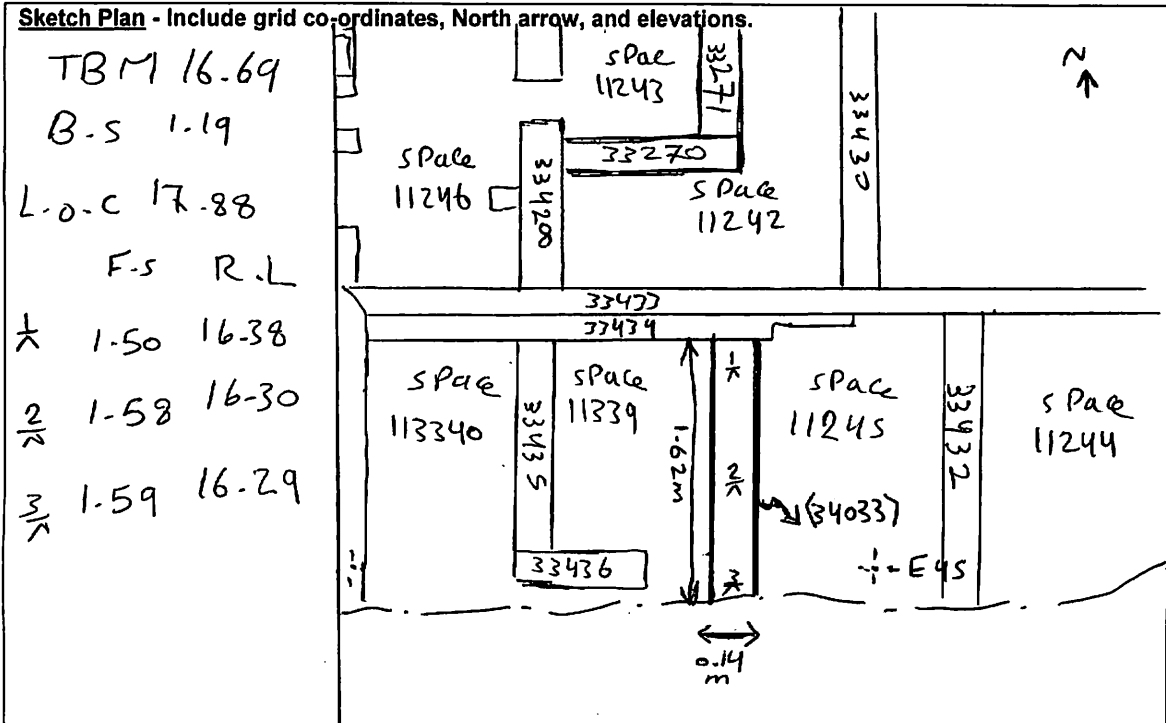 Sketch Plan - Include grid co-ordinates, North arrow, and elevations.
TBM 16.69
B.S 1.19
L.O.C 17.88
F.S R.L
1 1.50 16.38
2 1.58 16.30
3 1.59 16.29
N
space
11243
33271
33430
33270
space
11246
33428
space
11242
33433
33434
space
113340
33435
space
11339
1.62m
1
2
3
space
11245
33432
space
11244
(34033)
E45
33436
0.14
m